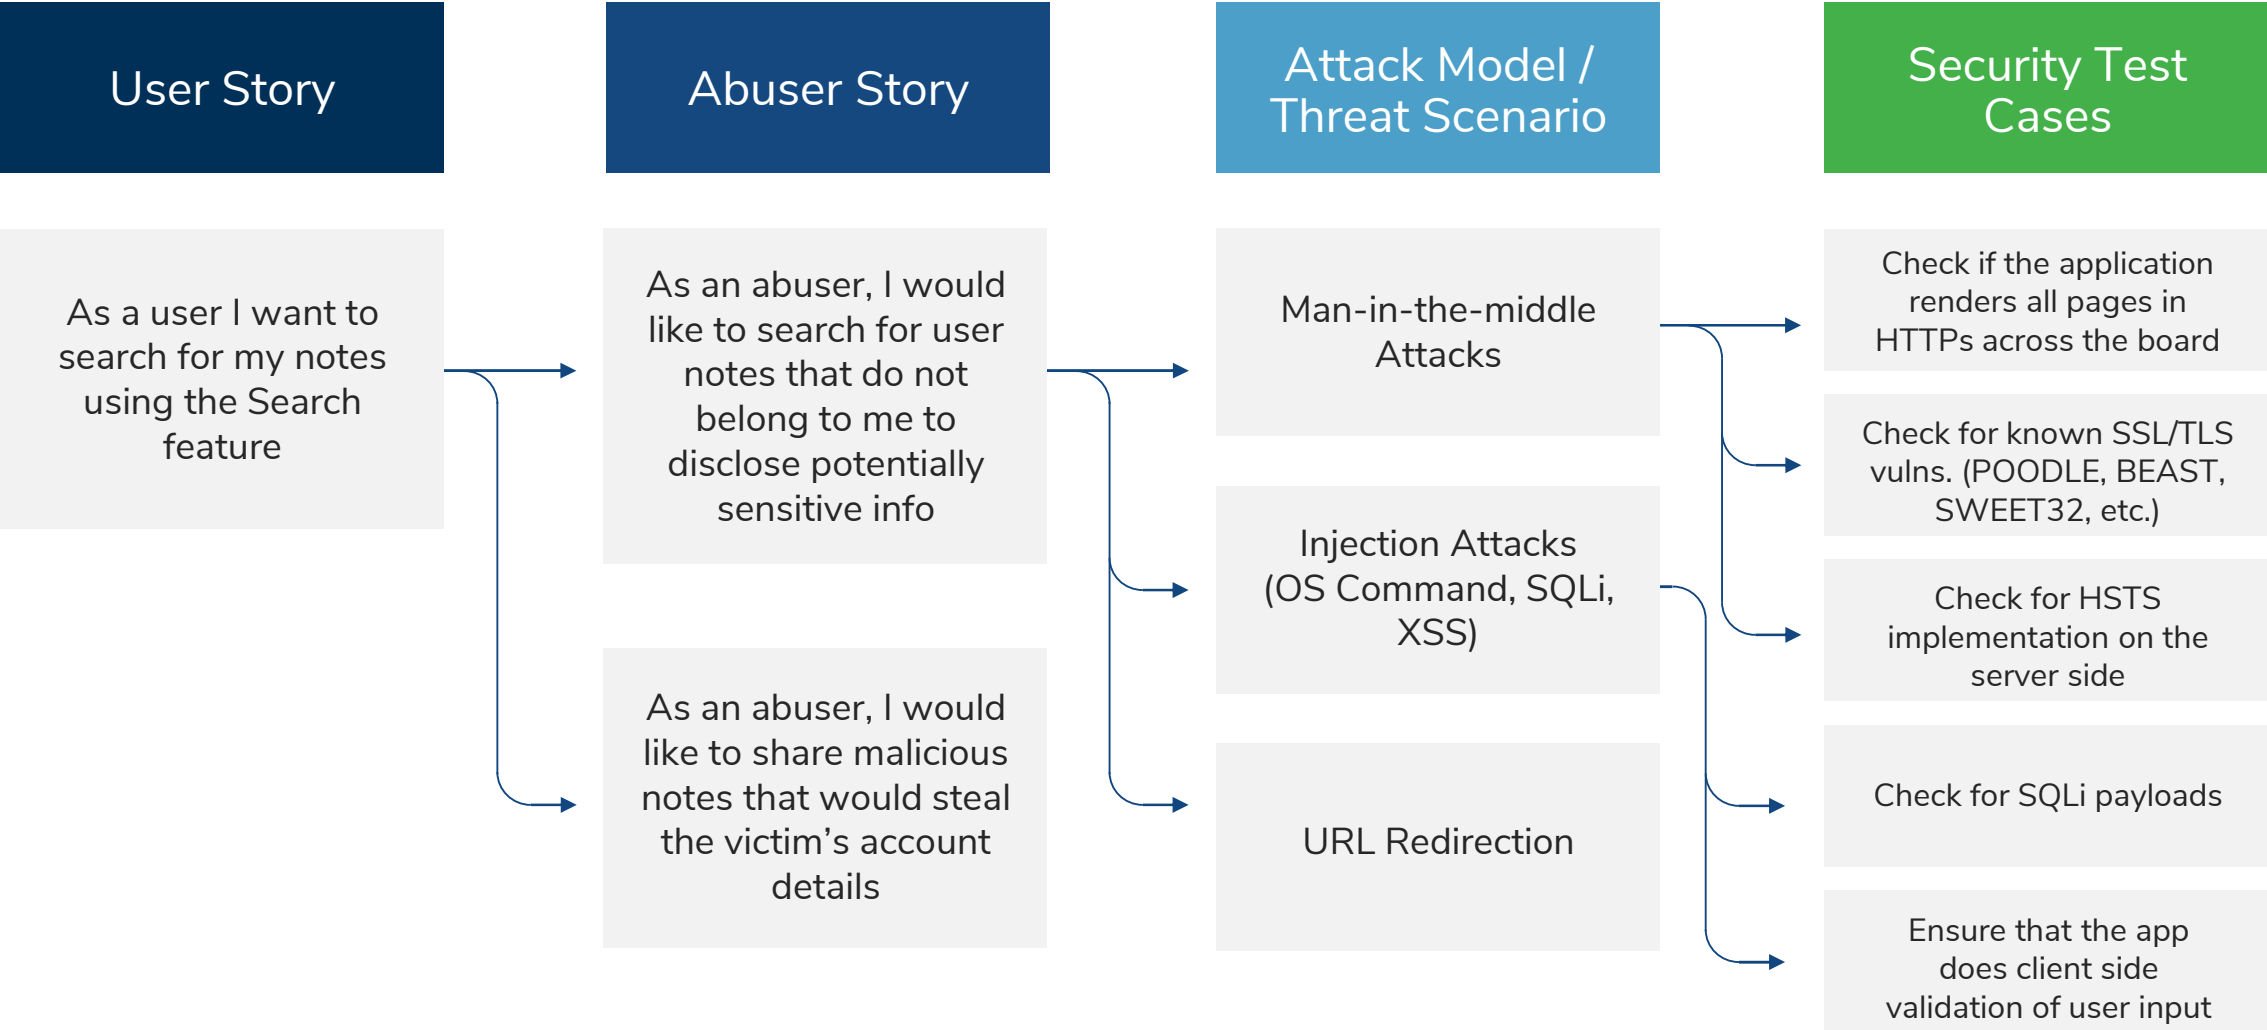 User Story
Abuser Story
Attack Model /
Threat Scenario
Security Test
Cases
As a user I want to
search for my notes
using the Search
feature
As an abuser, I would
like to search for user
notes that do not
belong to me to
disclose potentially
sensitive info
As an abuser, I would
like to share malicious
notes that would steal
the victim’s account
details
Man-in-the-middle
Attacks
Injection Attacks
(OS Command, SQLi,
XSS)
URL Redirection
Check if the application
renders all pages in
HTTPs across the board
Check for known SSL/TLS
vulns. (POODLE, BEAST,
SWEET32, etc.)
Check for HSTS
implementation on the
server side
Check for SQLi payloads
Ensure that the app
does client side
validation of user input